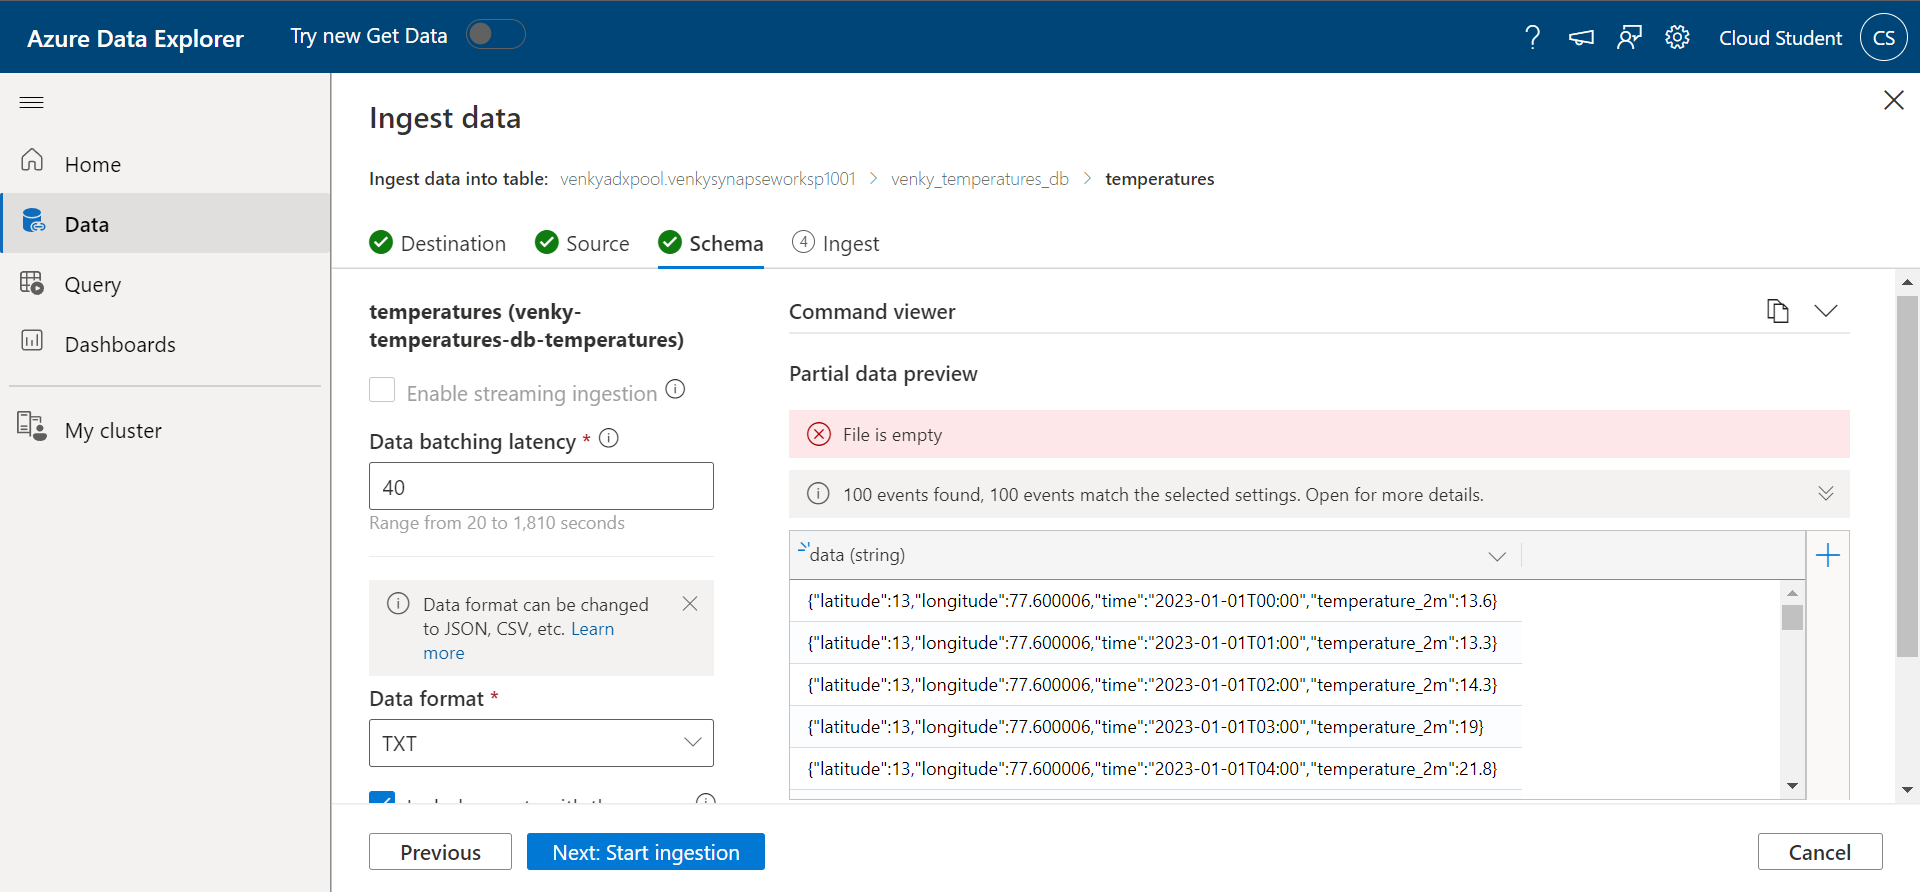 Azure Data Explorer
Try new Get Data
Cloud Student
CS
Home
Data
Query
Dashboards
My cluster
Ingest data
Ingest data into table: venkyadxpool.venkysynapseworksp1001 > venky_temperatures_db > temperatures
Destination
Source
Schema
4 Ingest
temperatures (venky-
temperatures-db-temperatures)
Enable streaming ingestion
Data batching latency *
40
Range from 20 to 1,810 seconds
Data format can be changed
to JSON, CSV, etc. Learn
more
Data format *
TXT
Command viewer
Partial data preview
File is empty
100 events found, 100 events match the selected settings. Open for more details.
data (string)
{"latitude":13,"longitude":77.600006,"time":"2023-01-01T00:00","temperature_2m":13.6}
{"latitude":13,"longitude":77.600006,"time":"2023-01-01T01:00","temperature_2m":13.3}
{"latitude":13,"longitude":77.600006,"time":"2023-01-01T02:00","temperature_2m":14.3}
{"latitude":13,"longitude":77.600006,"time":"2023-01-01T03:00","temperature_2m":19}
{"latitude":13,"longitude":77.600006,"time":"2023-01-01T04:00","temperature_2m":21.8}
Previous
Next: Start ingestion
Cancel